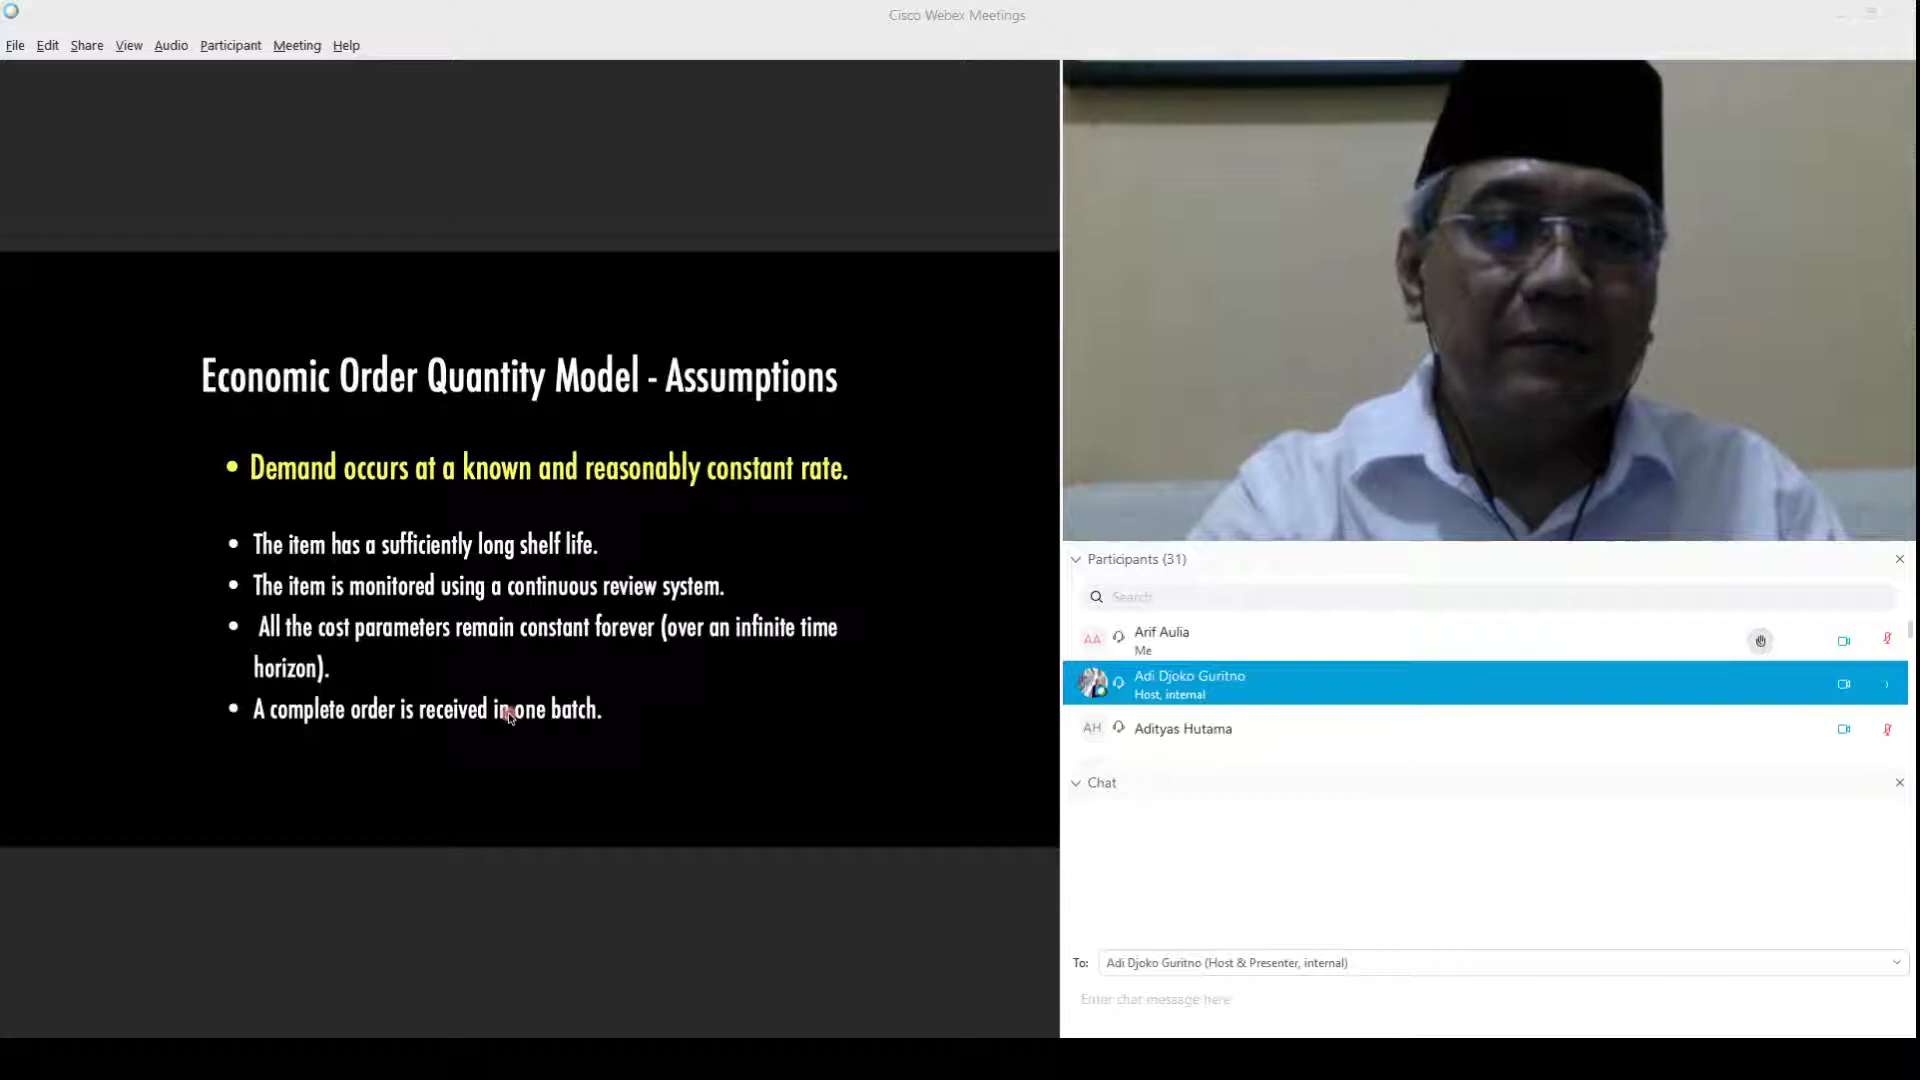 Cisco Webex Meetings
File Edit Share View Audio Participant Meeting Help
Economic Order Quantity Model - Assumptions
• Demand occurs at a known and reasonably constant rate.
• The item has a sufficiently long shelf life.
• The item is monitored using a continuous review system.
• All the cost parameters remain constant forever (over an infinite time
horizon).
• A complete order is received in one batch.
Participants (31)
Search
AA Arif Aulia
Me
Adi Djoko Guritno
Host, internal
AH Adityas Hutama
Chat
To: Adi Djoko Guritno (Host & Presenter, internal)
Enter chat message here